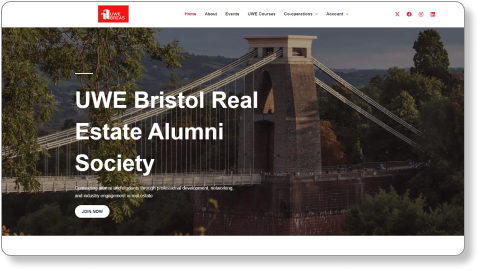 UWE
BREAS
Home About Events UWE Courses Co-operations Account
UWE Bristol Real
Estate Alumni
Society
Connecting alumni and students through professional development, networking,
and industry engagement in real estate
JOIN NOW